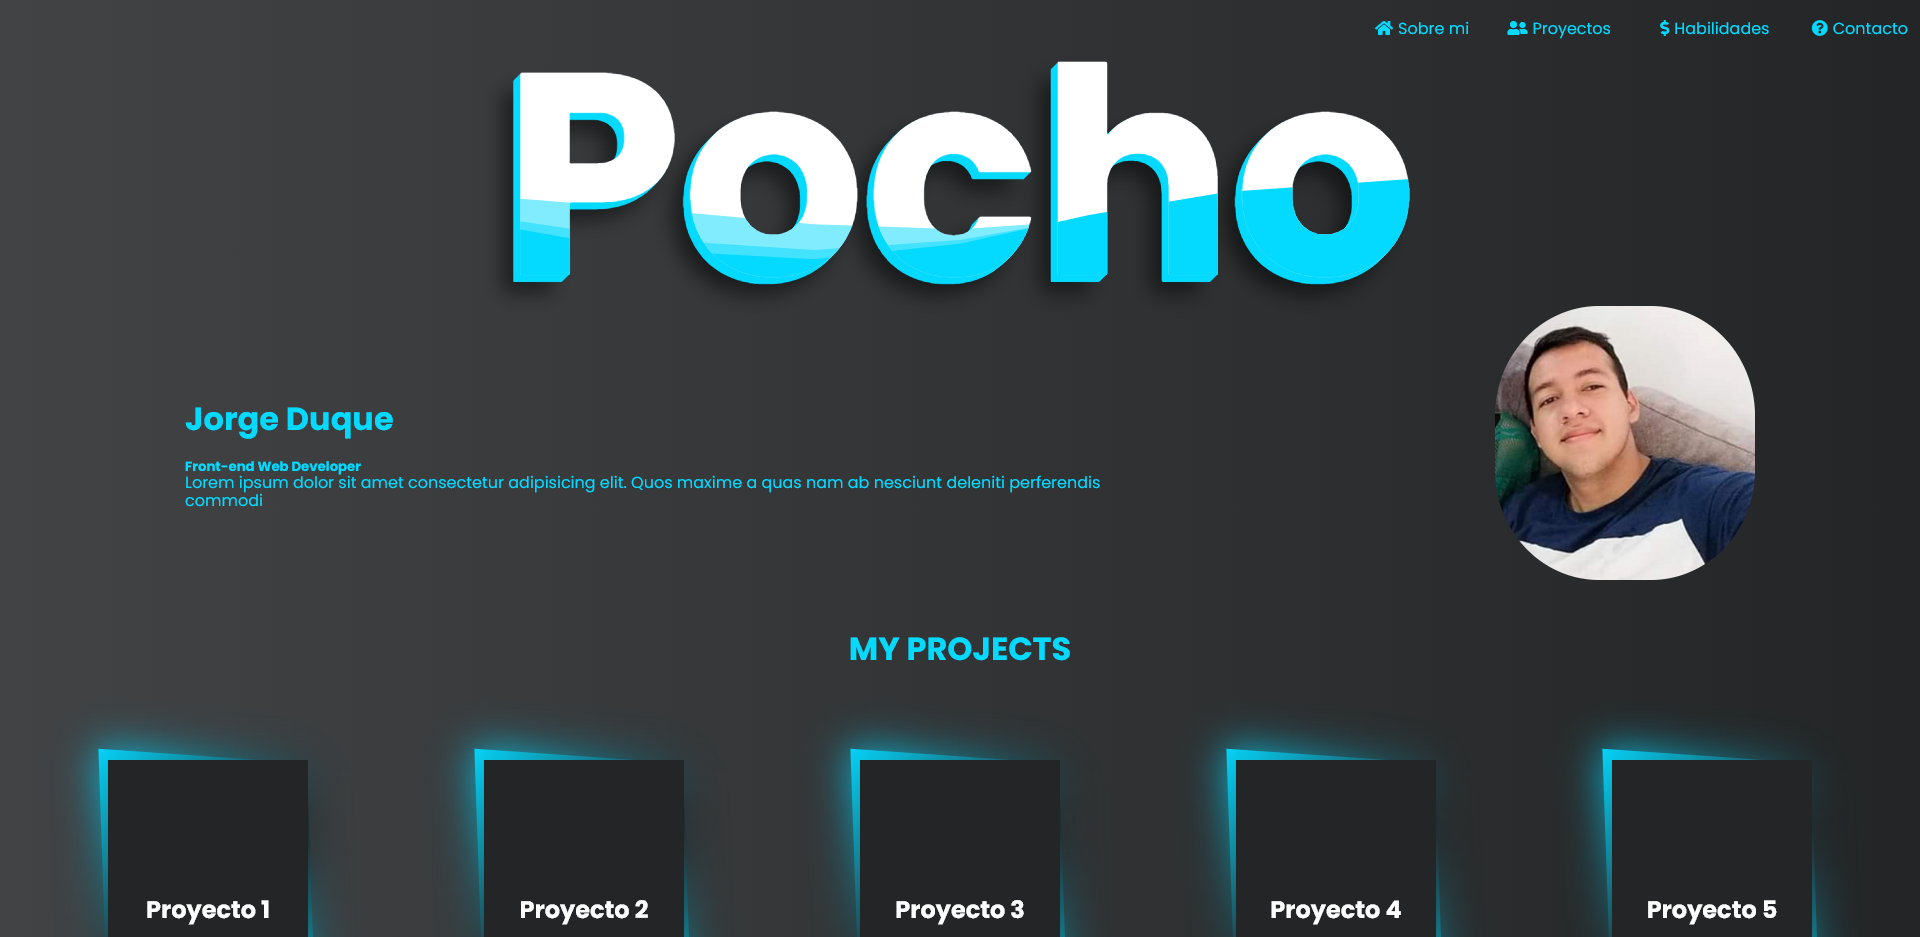 Sobre mi
Proyectos
Habilidades
Contacto
Pocho
Jorge Duque
Front-end Web Developer
Lorem ipsum dolor sit amet consectetur adipisicing elit. Quos maxime a quas nam ab nesciunt deleniti perferendis
commodi
MY PROJECTS
Proyecto 1
Proyecto 2
Proyecto 3
Proyecto 4
Proyecto 5